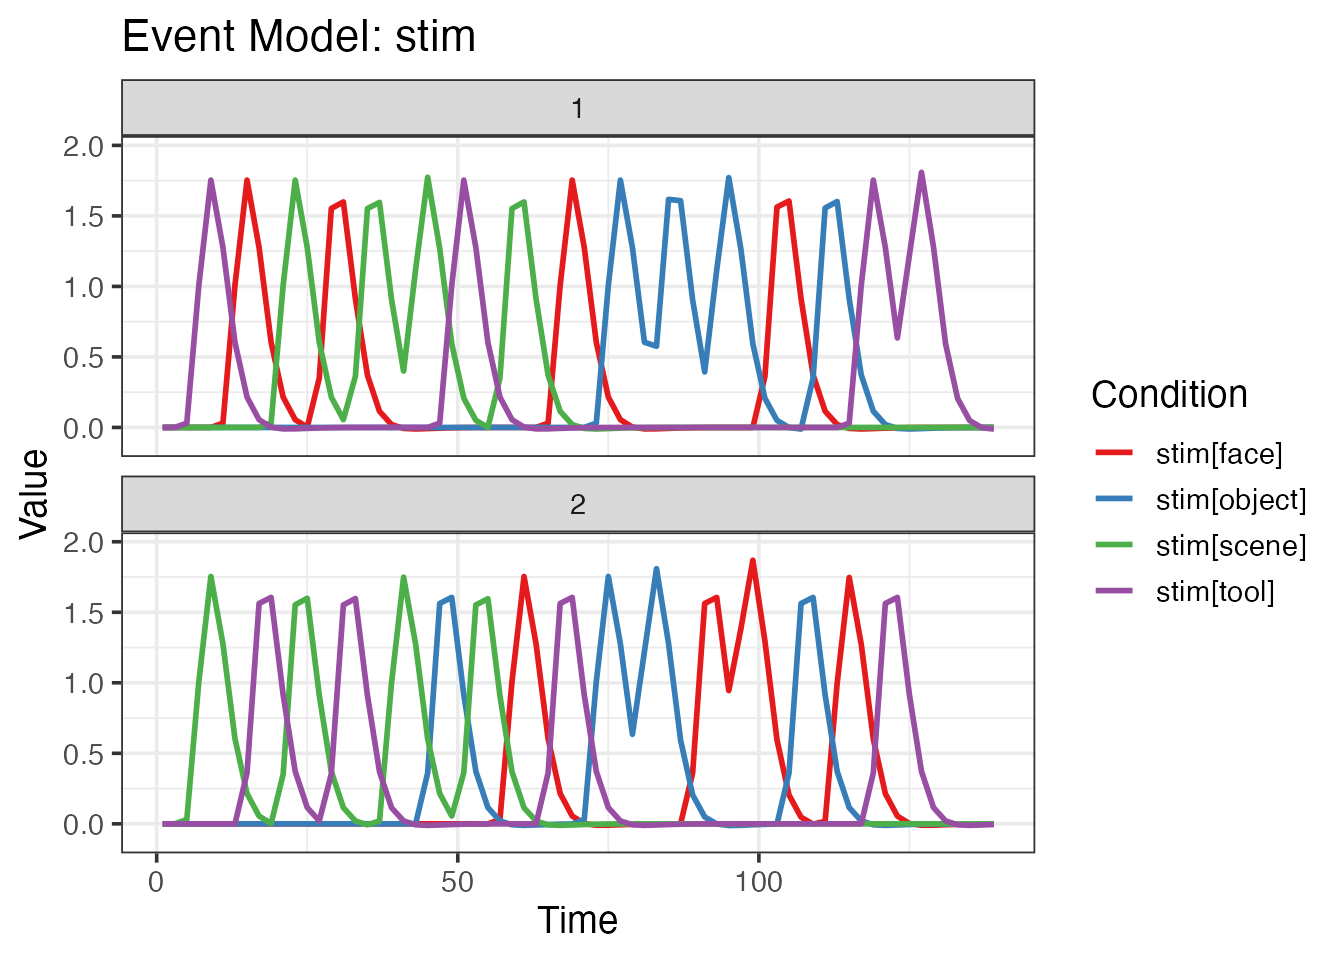 Event Model: stim
1
2.0
1.5
1.0
0.5
0.0
Value
2
2.0
1.5
1.0
0.5
0.0
0 50 100
Time
Condition
stim[face]
stim[object]
stim[scene]
stim[tool]